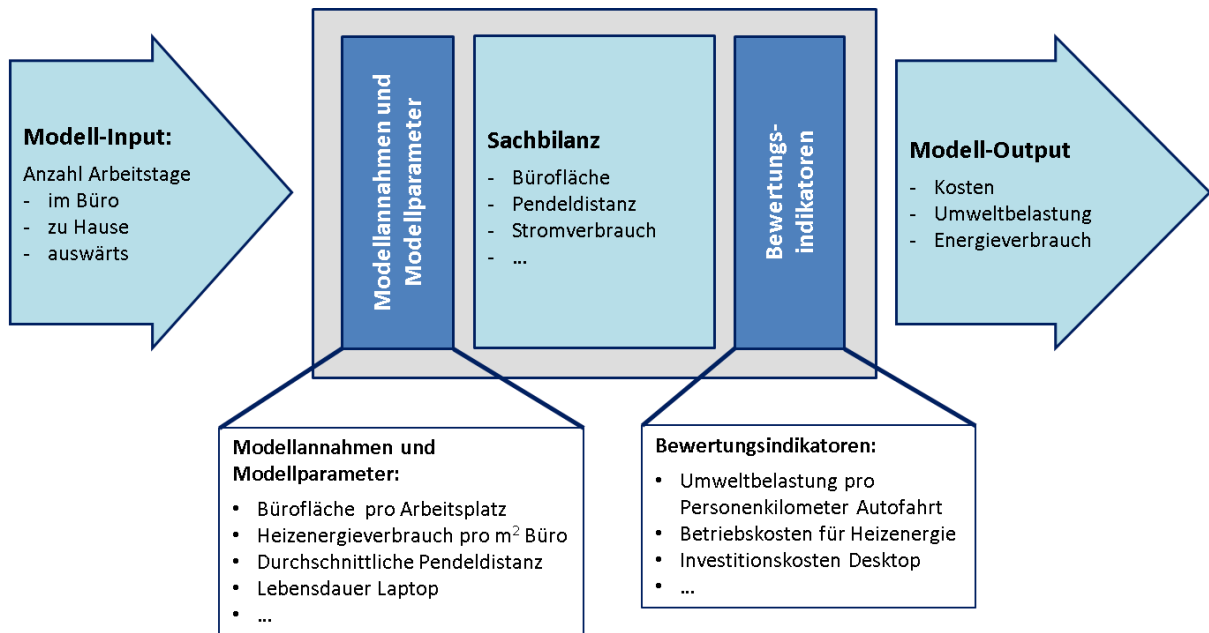 Modell-Input:
Anzahl Arbeitstage
- im Büro
- zu Hause
- auswärts
Modellannahmen und
Modellparameter
Sachbilanz
- Bürofläche
- Pendeldistanz
- Stromverbrauch
- ...
Bewertungs-
indikatoren
Modell-Output
- Kosten
- Umweltbelastung
- Energieverbrauch
Modellannahmen und
Modellparameter:
• Bürofläche pro Arbeitsplatz
• Heizenergieverbrauch pro m² Büro
• Durchschnittliche Pendeldistanz
• Lebensdauer Laptop
• ...
Bewertungsindikatoren:
• Umweltbelastung pro
Personenkilometer Autofahrt
• Betriebskosten für Heizenergie
• Investitionskosten Desktop
• ...